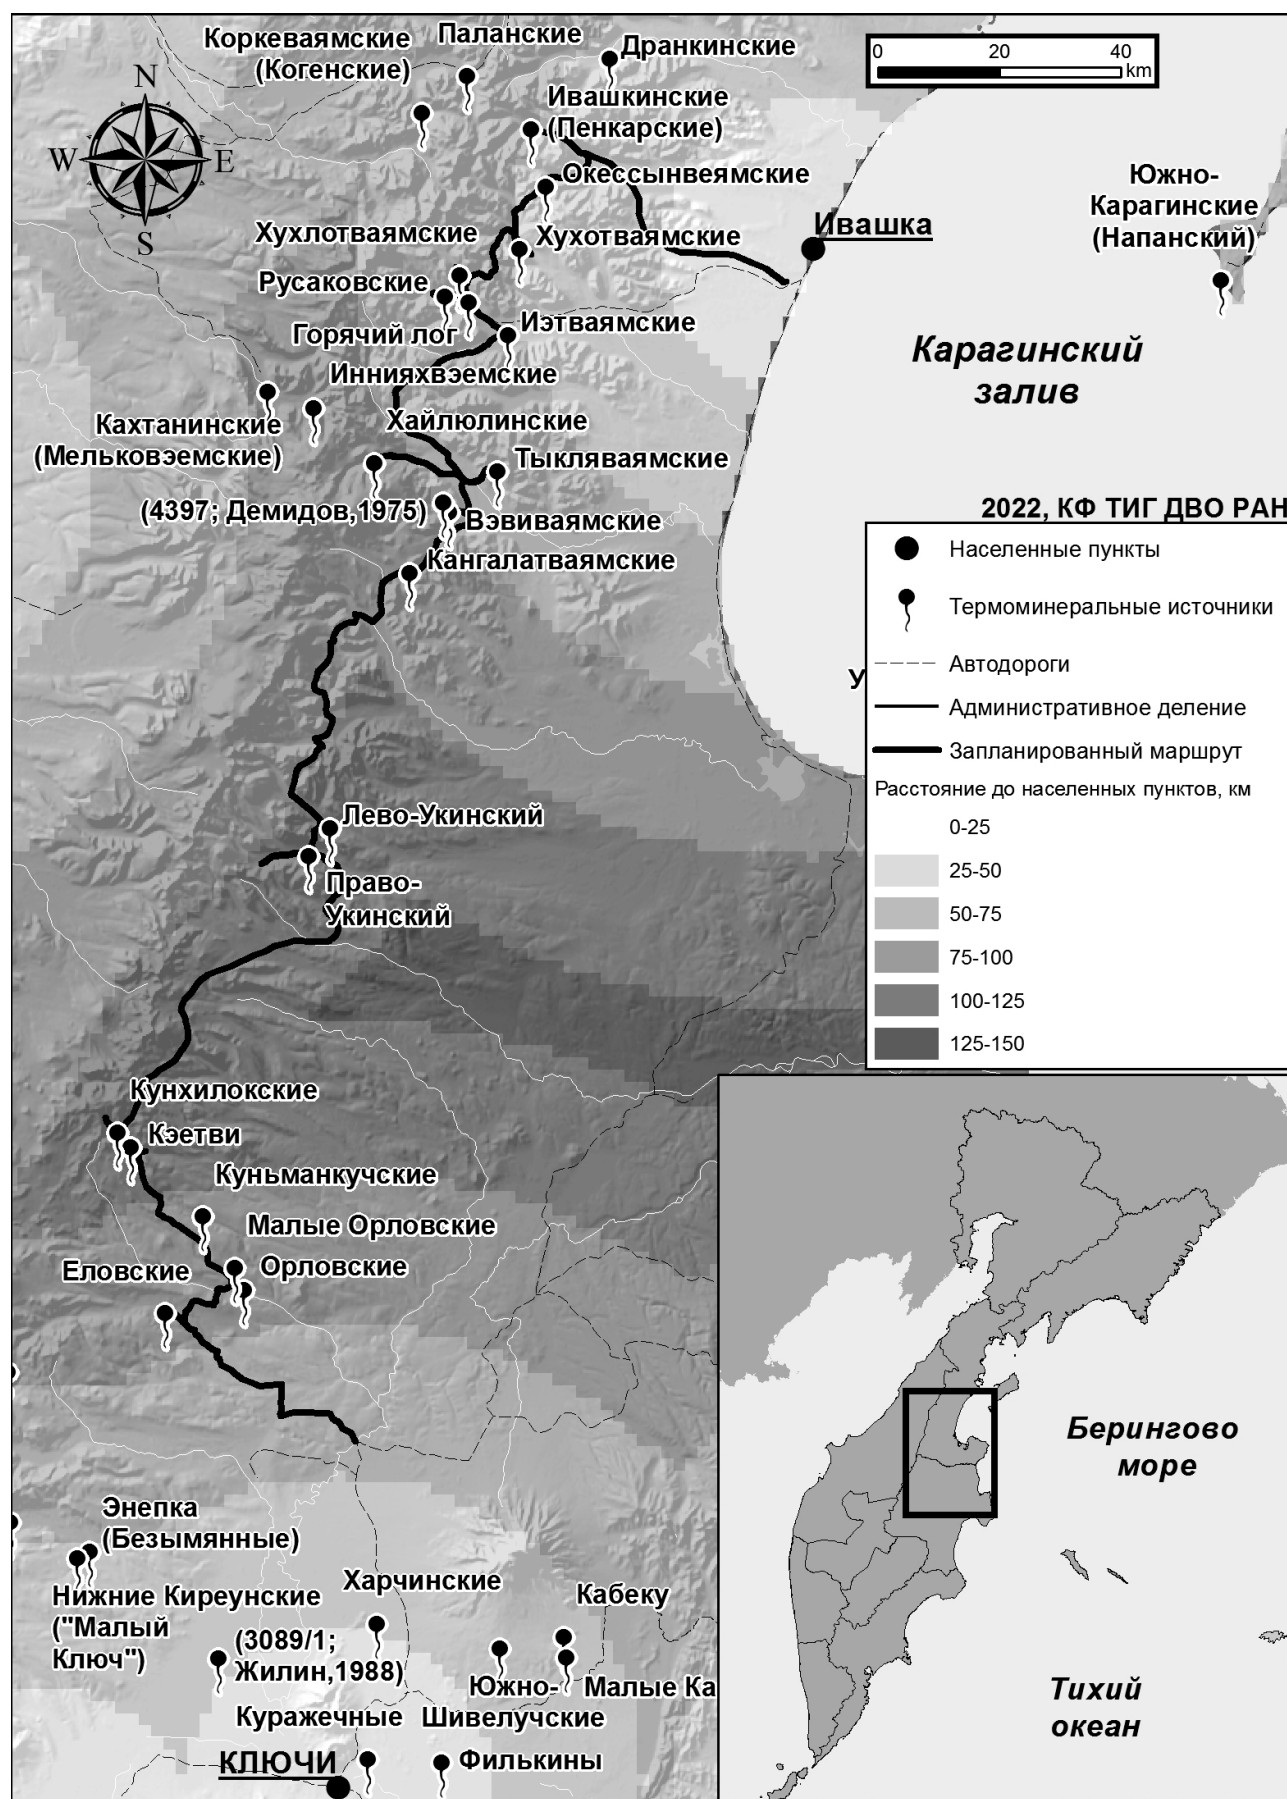 Коркеваямские
(Когенские)
Паланские
Дранкинские
0 20 40
km
N
W E
S
Ивашкинские
(Пенкарские)
Окессынвеямские
Южно-
Карагинские
(Напанский)
Ивашка
Хухлотваямские
Хухотваямские
Русаковские
Горячий лог
Иэтваямские
Карагинский
залив
Иннияхвэемские
Кахтанинские
(Мельковэемские)
Хайлюлинские
Тыкляваямские
(4397; Демидов,1975)
Вэвиваямские
2022, КФ ТИГ ДВО РАН
Кангалатваямские
У
Населенные пункты
Термоминеральные источники
Автодороги
Административное деление
Запланированный маршрут
Расстояние до населенных пунктов, км
0-25
25-50
50-75
75-100
100-125
125-150
Лево-Укинский
Право-
Укинский
Кунхилокские
Кэетви
Куньманкучские
Малые Орловские
Еловские
Орловские
Берингово
море
Тихий
океан
Энепка
(Безымянные)
Нижние Киреунские
("Малый
Ключ")
Харчинские
Кабеку
(3089/1;
Жилин,1988)
Южно-
Шивелучские
Малые Ка
Куражечные
КЛЮЧИ
Филькины